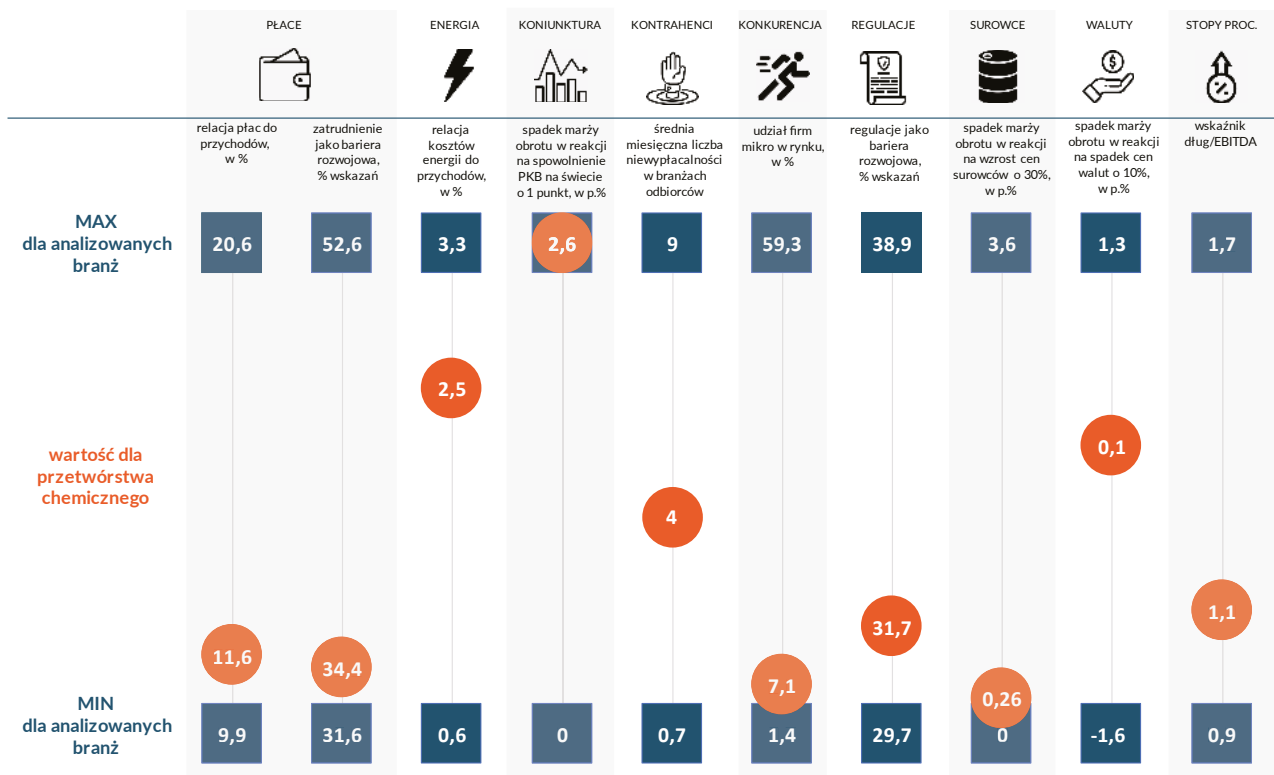 PŁACE
ENERGIA
KONIUNKTURA
KONTRAHENCI
KONKURENCJA
REGULACJE
SUROWCE
WALUTY
STOPY PROC.
relacja płac do
przychodów,
w %
zatrudnienie
jako bariera
rozwojowa,
% wskazań
relacja
kosztów
energii do
przychodów,
w %
spadek marży
obrotu w reakcji
na spowolnienie
PKB na świecie
o 1 punkt, w p.%
średnia
miesięczna liczba
niewypłacalności
w branżach
odbiorców
udział firm
mikro w rynku,
w %
regulacje jako
bariera
rozwojowa,
% wskazań
spadek marży
obrotu w reakcji
na wzrost cen
surowców o 30%,
w p.%
spadek marży
obrotu w reakcji
na spadek cen
walut o 10%,
w p.%
wskaźnik
dług/EBITDA
MAX
dla analizowanych
branż
20,6
52,6
3,3
2,6
9
59,3
38,9
3,6
1,3
1,7
wartość dla
przetwórstwa
chemicznego
11,6
34,4
2,5
4
7,1
31,7
0,26
0,1
1,1
MIN
dla analizowanych
branż
9,9
31,6
0,6
0
0,7
1,4
29,7
0
-1,6
0,9